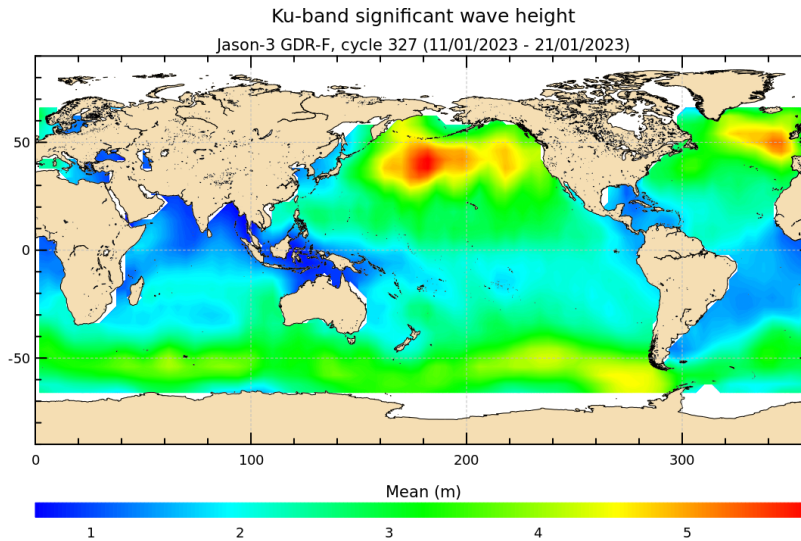 Ku-band significant wave height
Jason-3 GDR-F, cycle 327 (11/01/2023 - 21/01/2023)
50
0
-50
0 100 200 300
Mean (m)
1 2 3 4 5